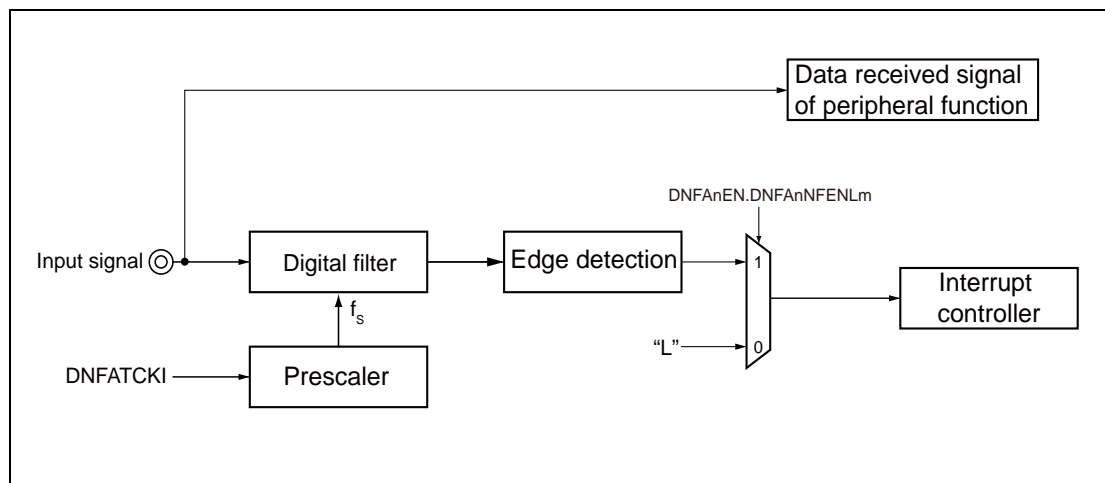 Data received signal
of peripheral function
DNFAnEN.DNFAnNFENLm
Input signal
Digital filter
Edge detection
1
Interrupt
controller
fS
“L”
0
DNFATCKI
Prescaler